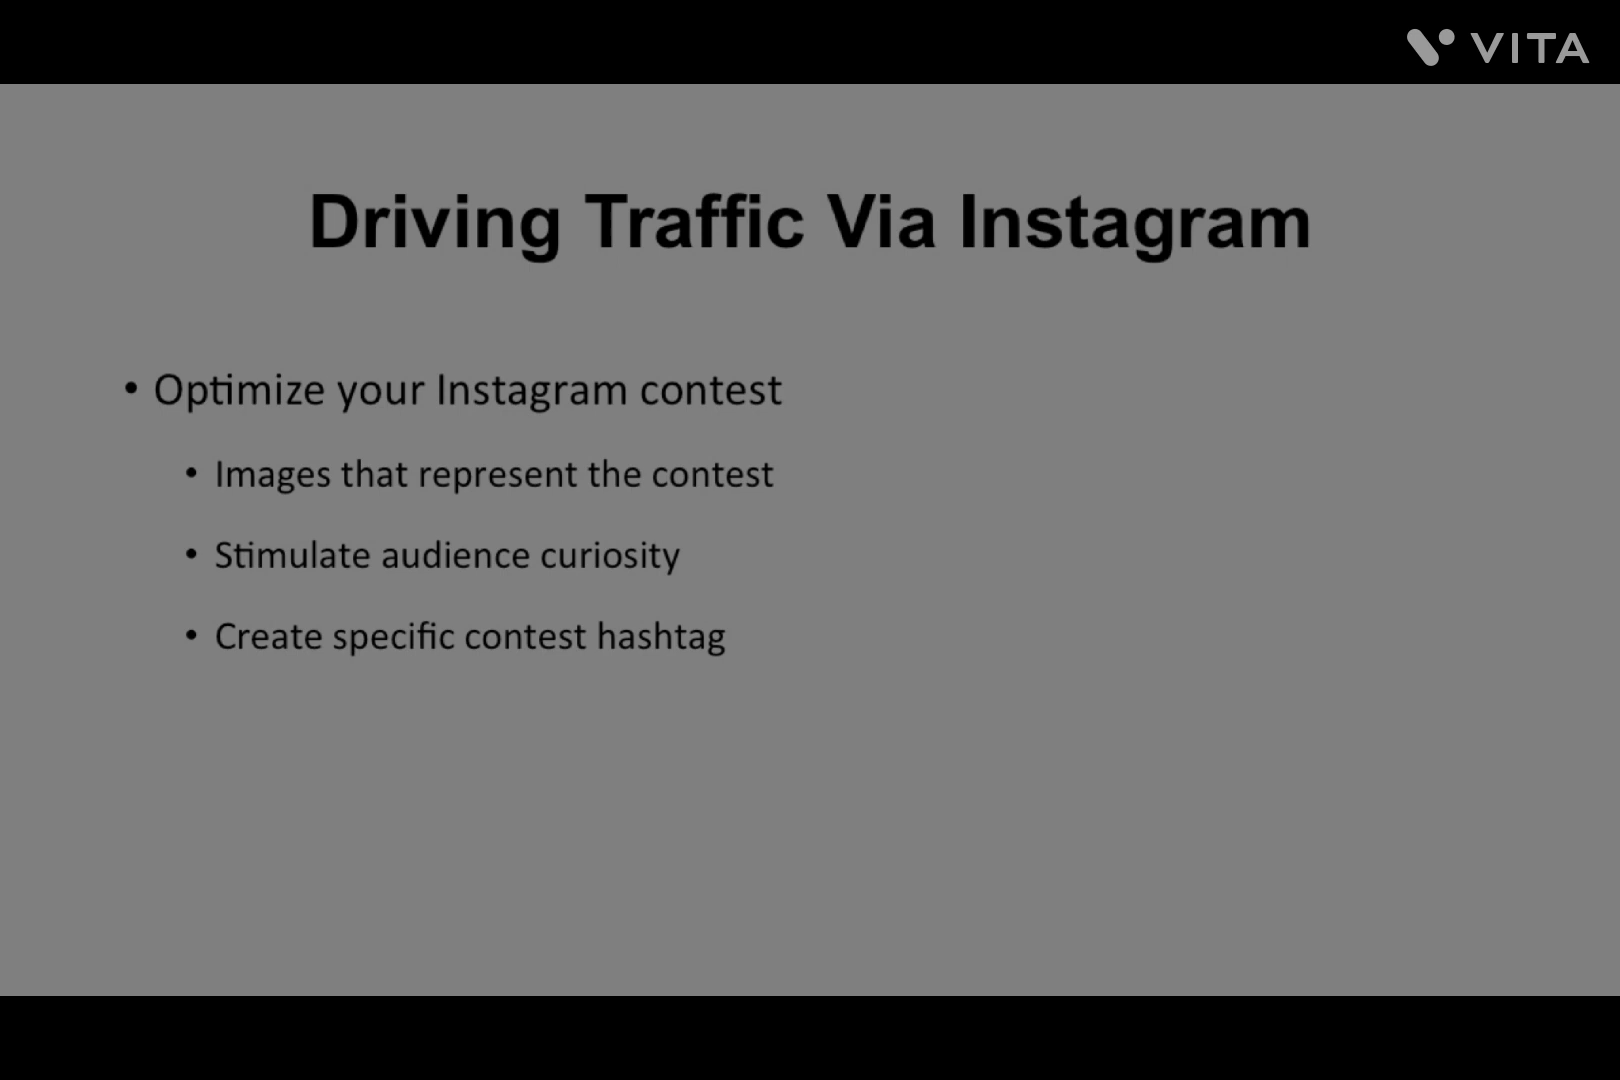 VITA
Driving Traffic Via Instagram
• Optimize your Instagram contest
• Images that represent the contest
• Stimulate audience curiosity
• Create specific contest hashtag